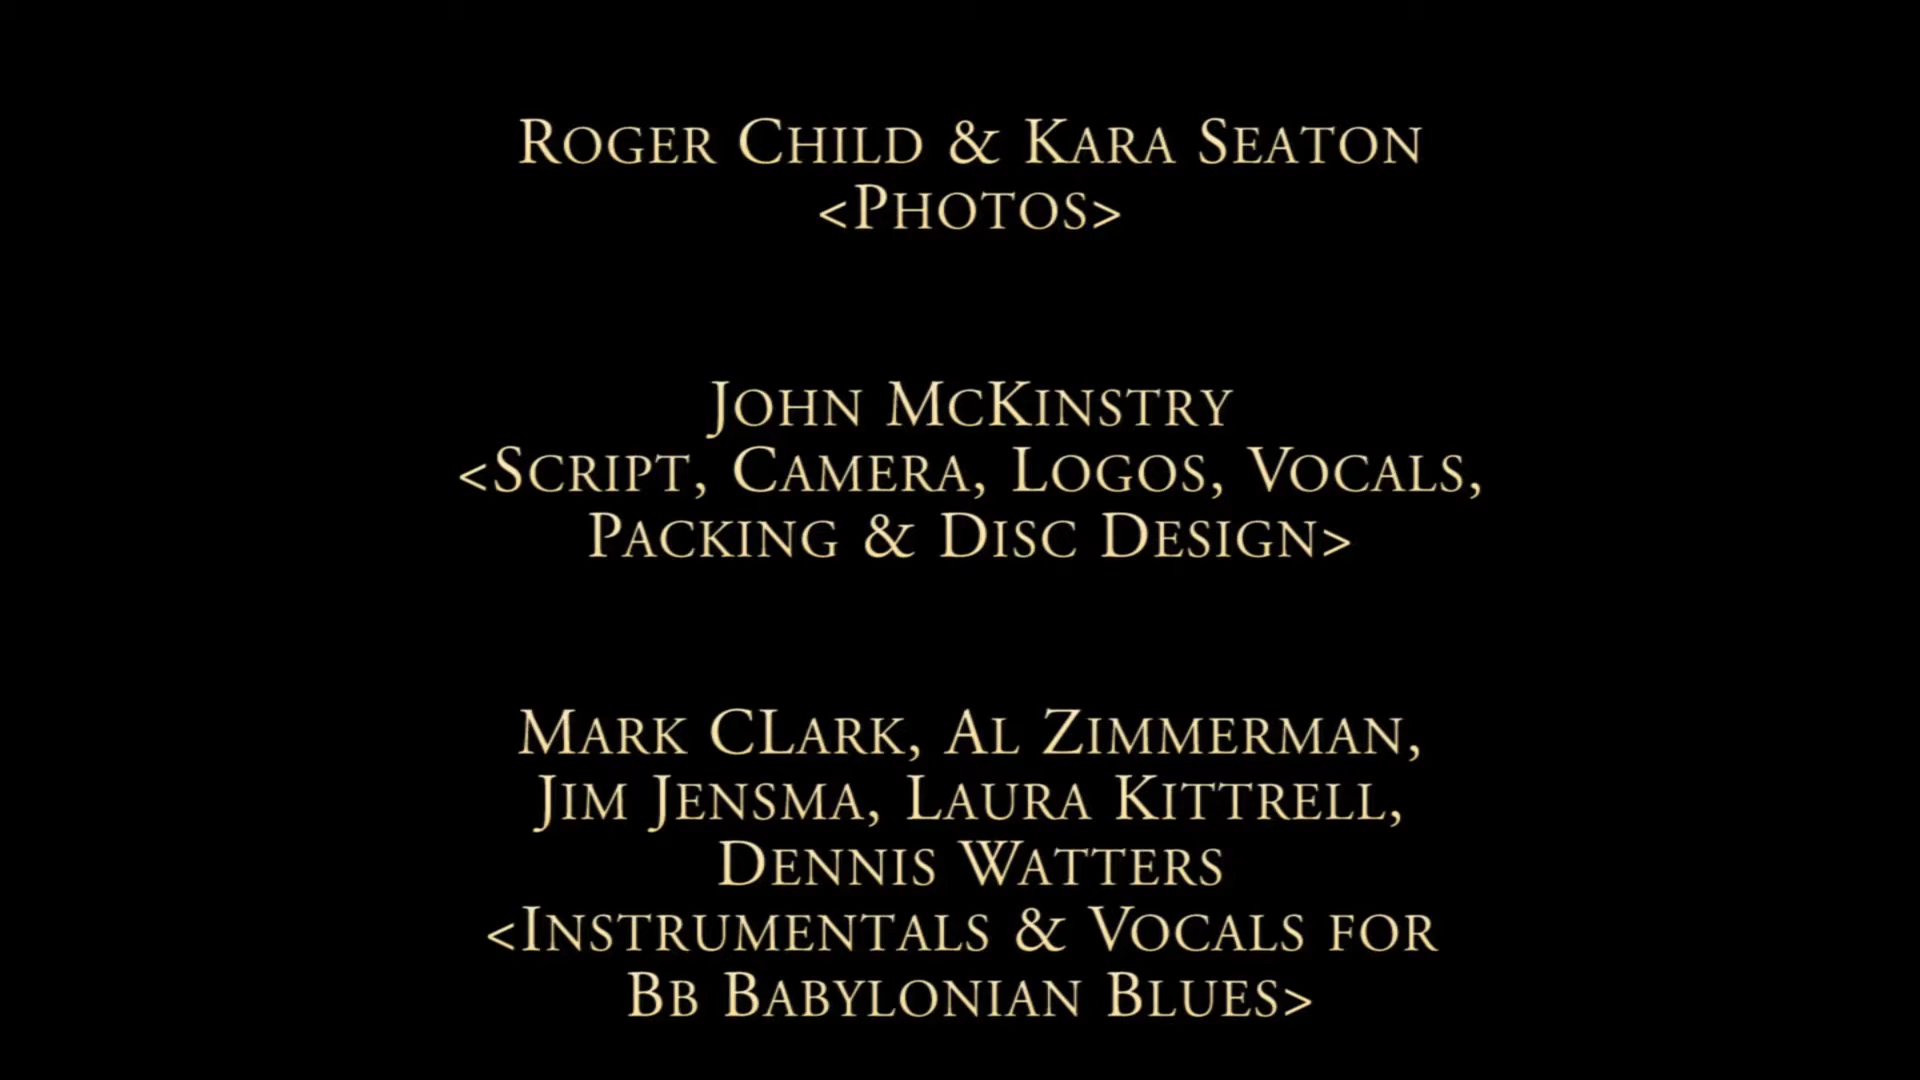 Roger Child & Kara Seaton
<Photos>
John McKinstry
<Script, Camera, Logos, Vocals,
Packing & Disc Design>
Mark CLark, Al Zimmerman,
Jim Jensma, Laura Kittrell,
Dennis Watters
<Instrumentals & Vocals for
Bb Babylonian Blues>